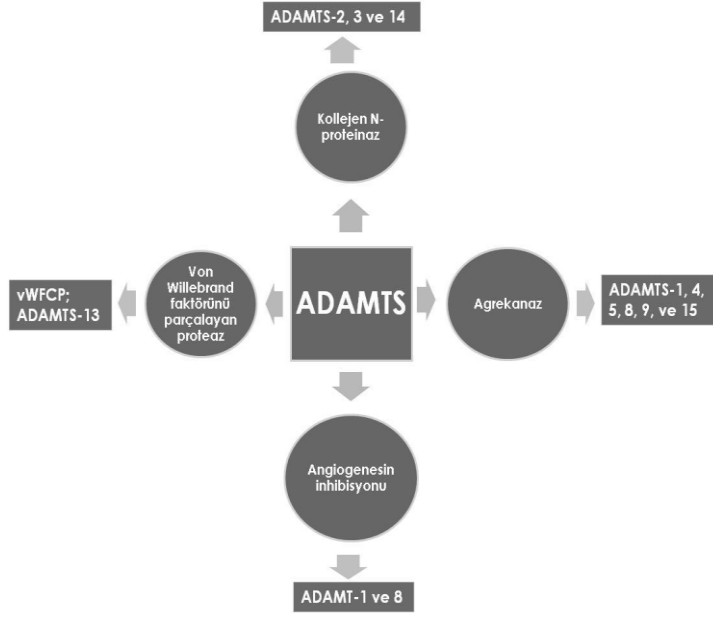 ADAMTS-2, 3 ve 14
Kollejen N-
proteinaz
Von
Willebrand
faktörünü
parçalayan
proteaz
vWFCP;
ADAMTS-13
ADAMTS
Agrekanaz
ADAMTS-1, 4,
5, 8, 9, ve 15
Angiogenesin
inhibisyonu
ADAMT-1 ve 8